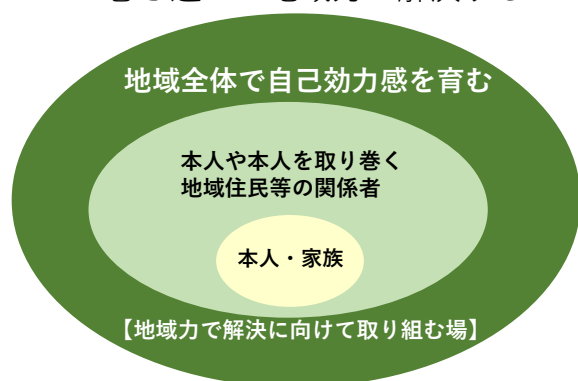 地域全体で自己効力感を育む
本人や本人を取り巻く
地域住民等の関係者
本人・家族
【地域力で解決に向けて取り組む場】